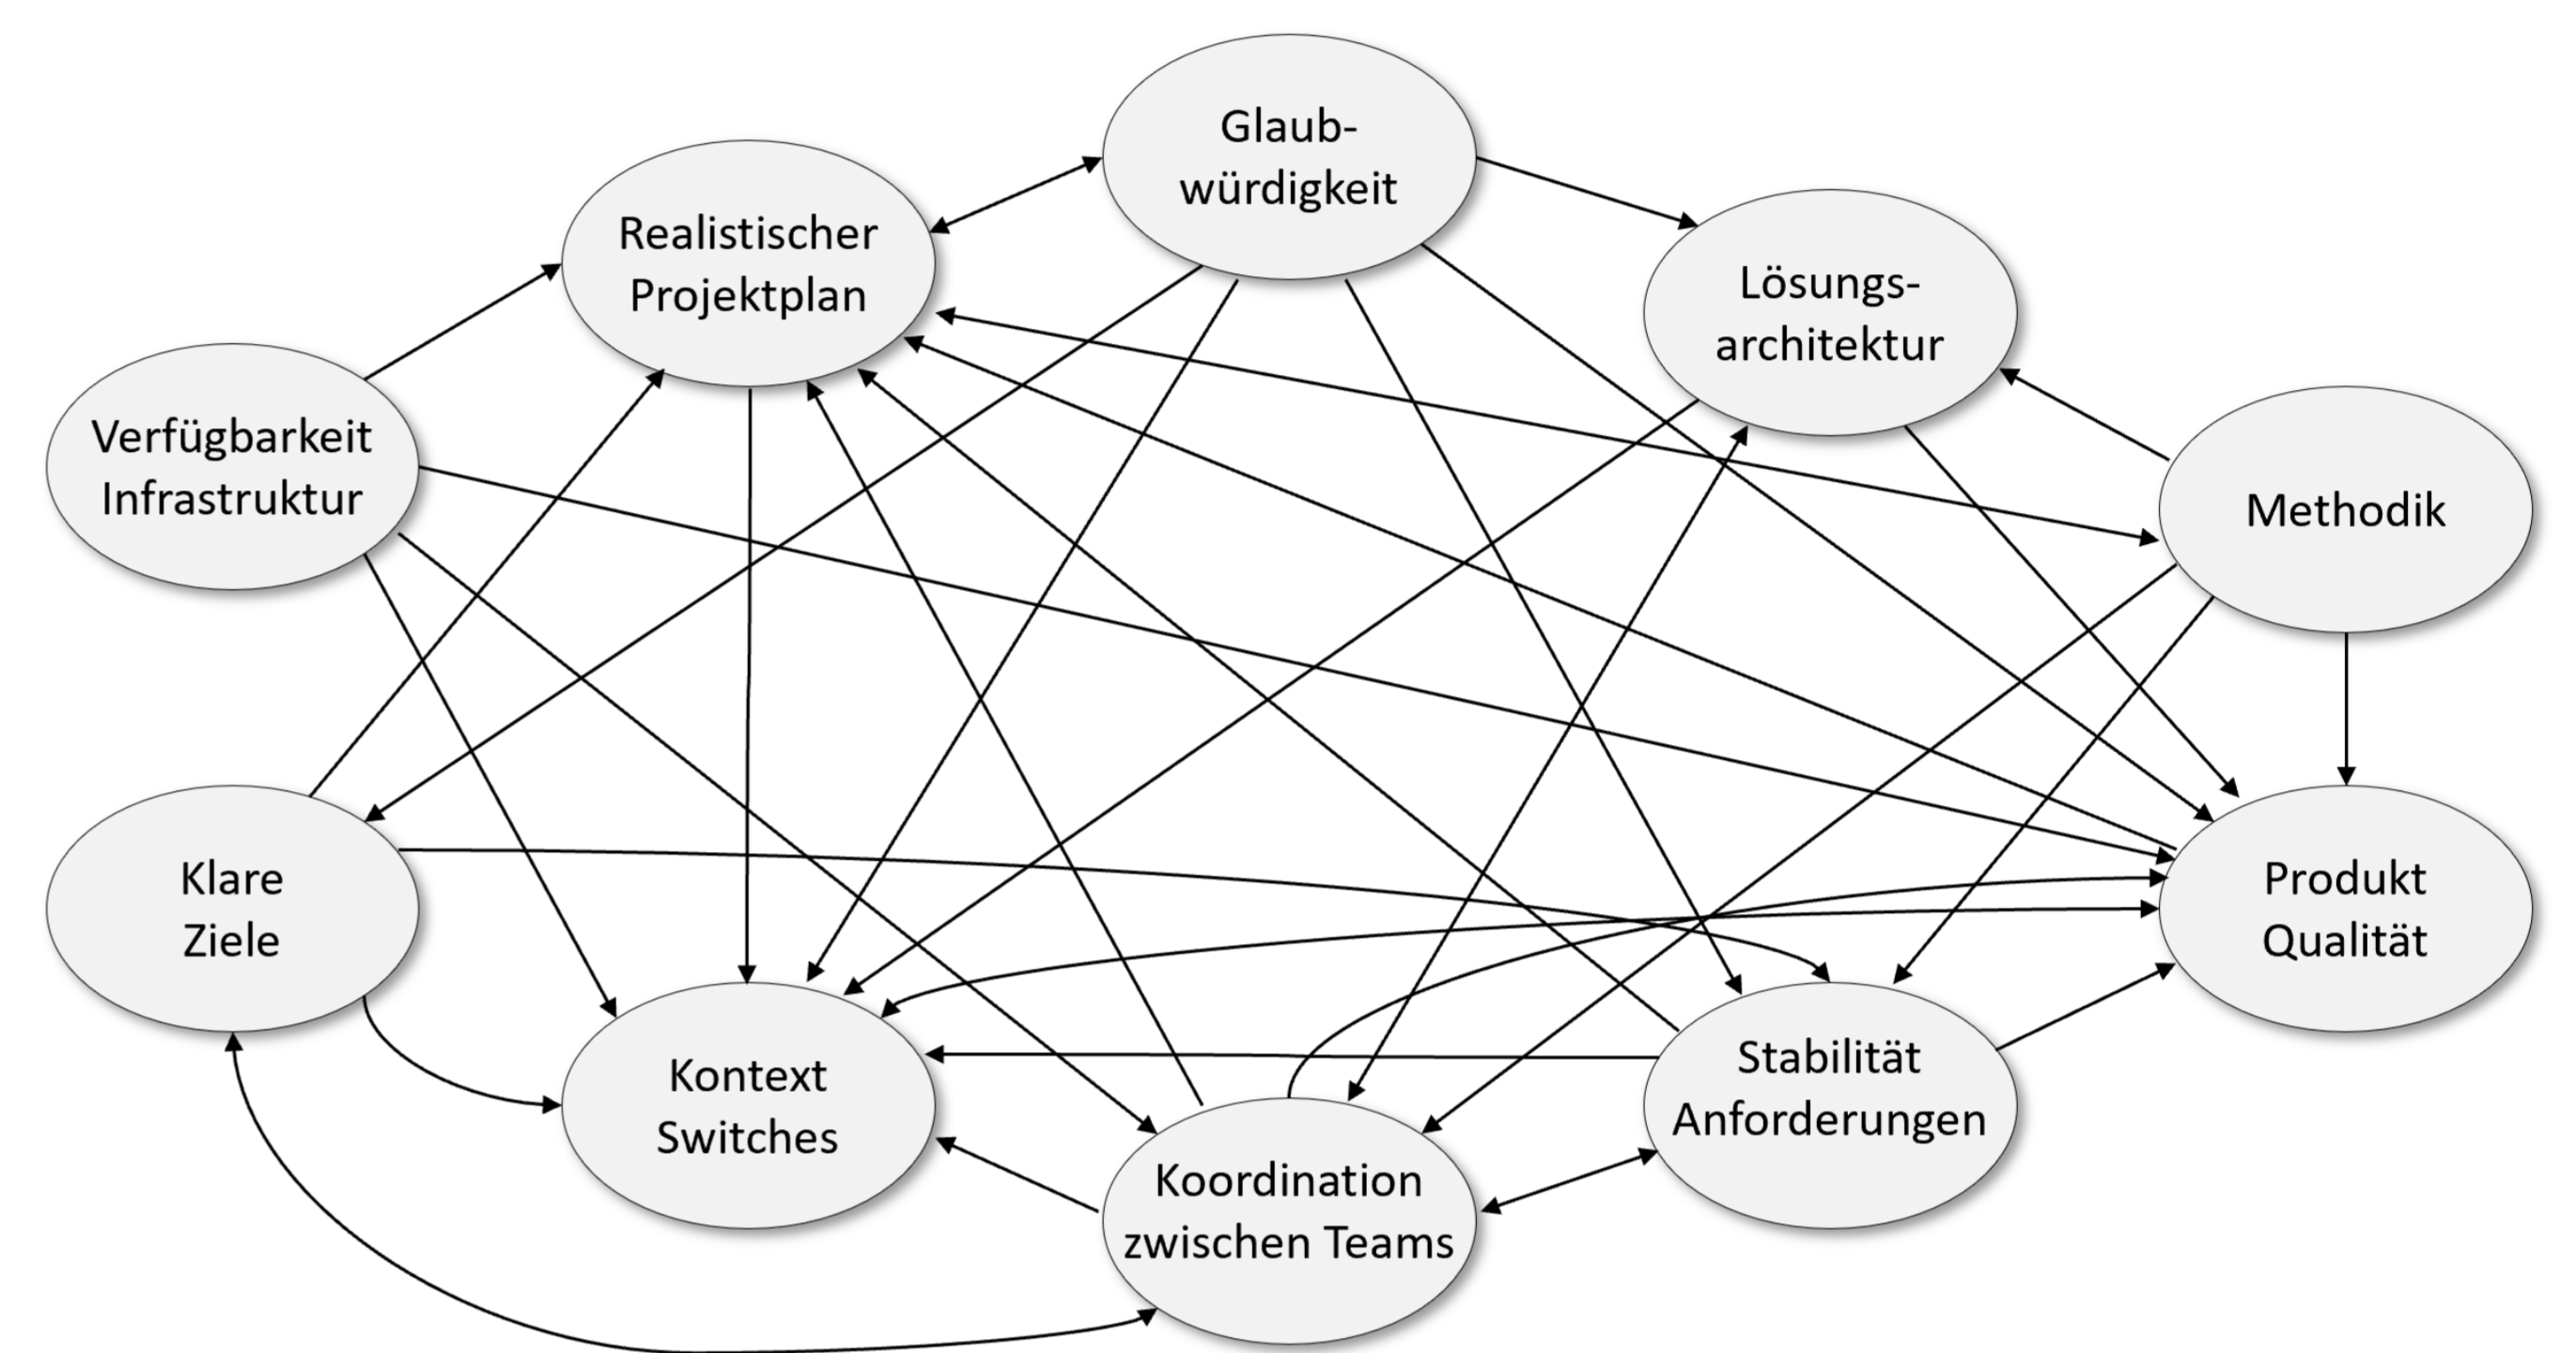 Glaub-
würdigkeit
Realistischer
Projektplan
Lösungs-
architektur
Verfügbarkeit
Infrastruktur
Methodik
Klare
Ziele
Produkt
Qualität
Kontext
Switches
Stabilität
Anforderungen
Koordination
zwischen Teams